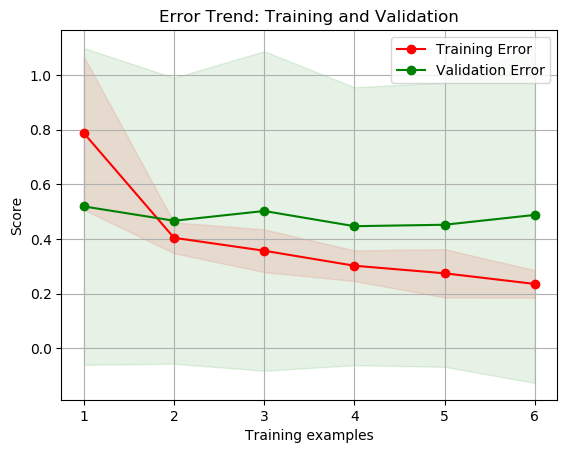 Error Trend: Training and Validation
Training Error
Validation Error
Score
1.0
0.8
0.6
0.4
0.2
0.0
1 2 3 4 5 6
Training examples